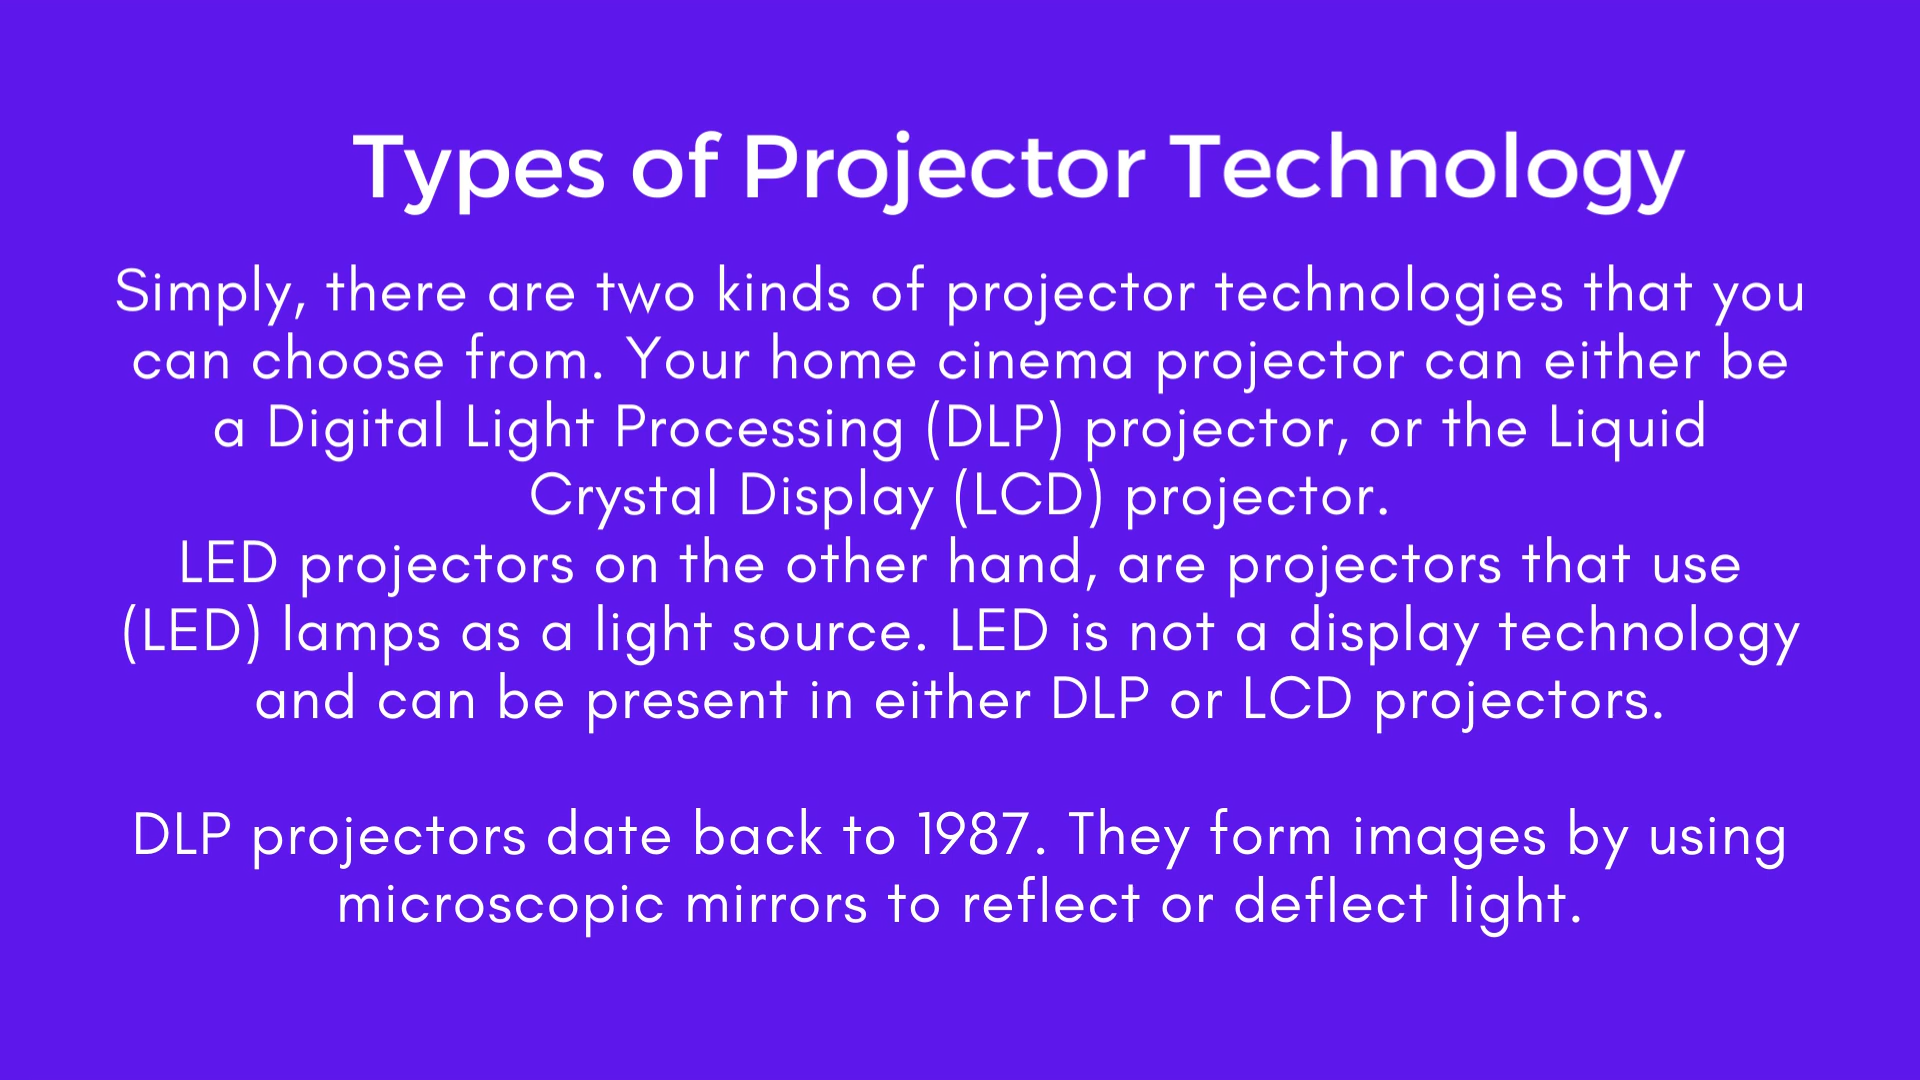 Types of Projector Technology
Simply, there are two kinds of projector technologies that you
can choose from. Your home cinema projector can either be
a Digital Light Processing (DLP) projector, or the Liquid
Crystal Display (LCD) projector.
LED projectors on the other hand, are projectors that use
(LED) lamps as a light source. LED is not a display technology
and can be present in either DLP or LCD projectors.
DLP projectors date back to 1987. They form images by using
microscopic mirrors to reflect or deflect light.